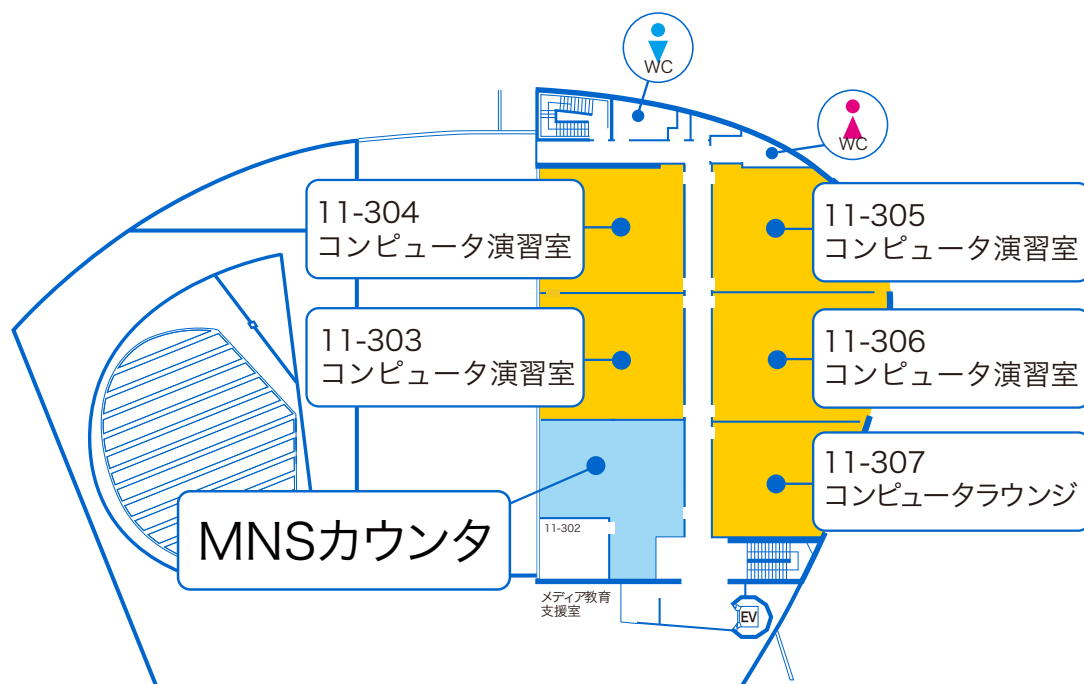 WC
WC
11-304
コンピュータ演習室
11-305
コンピュータ演習室
11-303
コンピュータ演習室
11-306
コンピュータ演習室
11-307
コンピュータラウンジ
MNSカウンタ
11-302
メディア教育
支援室
EV